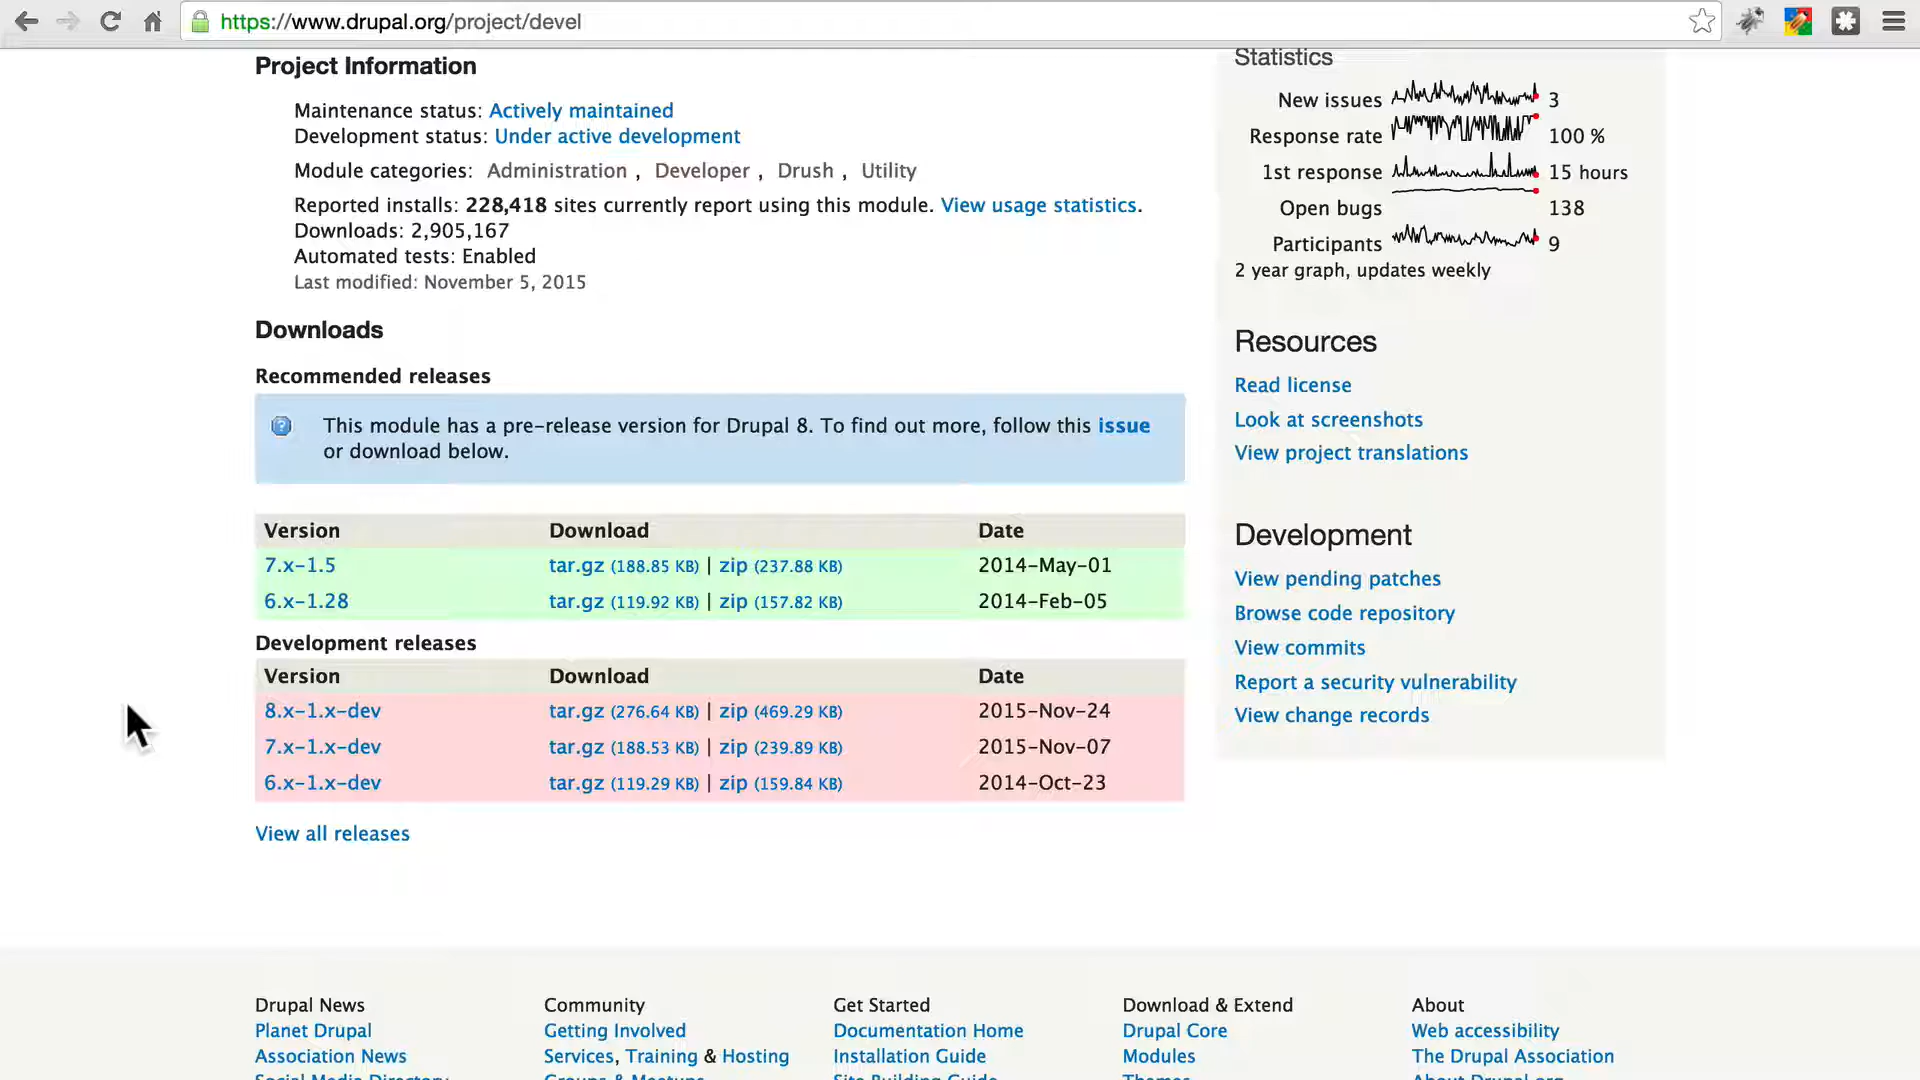 https://www.drupal.org/project/devel
Project Information
Maintenance status: Actively maintained
Development status: Under active development
Module categories: Administration , Developer , Drush , Utility
Reported installs: 228,418 sites currently report using this module. View usage statistics.
Downloads: 2,905,167
Automated tests: Enabled
Last modified: November 5, 2015
Downloads
Recommended releases
This module has a pre-release version for Drupal 8. To find out more, follow this issue
or download below.
Version Download Date
7.x-1.5 tar.gz (188.85 KB) | zip (237.88 KB) 2014-May-01
6.x-1.28 tar.gz (119.92 KB) | zip (157.82 KB) 2014-Feb-05
Development releases
Version Download Date
8.x-1.x-dev tar.gz (276.64 KB) | zip (469.29 KB) 2015-Nov-24
7.x-1.x-dev tar.gz (188.53 KB) | zip (239.89 KB) 2015-Nov-07
6.x-1.x-dev tar.gz (119.29 KB) | zip (159.84 KB) 2014-Oct-23
View all releases
Statistics
New issues 3
Response rate 100 %
1st response 15 hours
Open bugs 138
Participants 9
2 year graph, updates weekly
Resources
Read license
Look at screenshots
View project translations
Development
View pending patches
Browse code repository
View commits
Report a security vulnerability
View change records
Drupal News
Planet Drupal
Association News
Social Media Directory
Community
Getting Involved
Services, Training & Hosting
Groups & Meetups
Get Started
Documentation Home
Installation Guide
Site Building Guide
Download & Extend
Drupal Core
Modules
Themes
About
Web accessibility
The Drupal Association
About Drupal.org